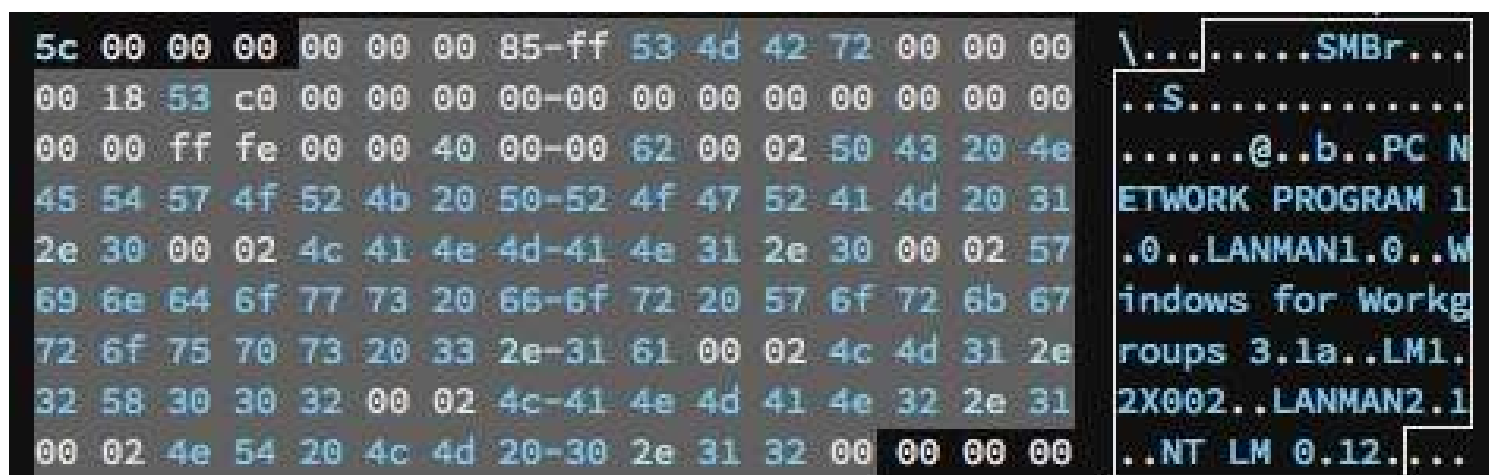 5c 00 00 00 00 00 00 85-ff 53 4d 42 72 00 00 00 \..........SMBr...
00 18 53 c0 00 00 00 00-00 00 00 00 00 00 00 00 ..S.............
00 00 ff fe 00 00 40 00-00 62 00 02 50 43 20 4e ......@..b..PC N
45 54 57 4f 52 4b 20 50-52 4f 47 52 41 4d 20 31 ETWORK PROGRAM 1
2e 30 00 02 4c 41 4e 4d-41 4e 31 2e 30 00 02 57 .0..LANMAN1.0..W
69 6e 64 6f 77 73 20 66-6f 72 20 57 6f 72 6b 67 indows for Workg
72 6f 75 70 73 20 33 2e-31 61 00 02 4c 4d 31 2e roups 3.1a..LM1.
32 58 30 30 32 00 02 4c-41 4e 4d 41 4e 32 2e 31 2X002..LANMAN2.1
00 02 4e 54 20 4c 4d 20-30 2e 31 32 00 00 00 00 ..NT LM 0.12....